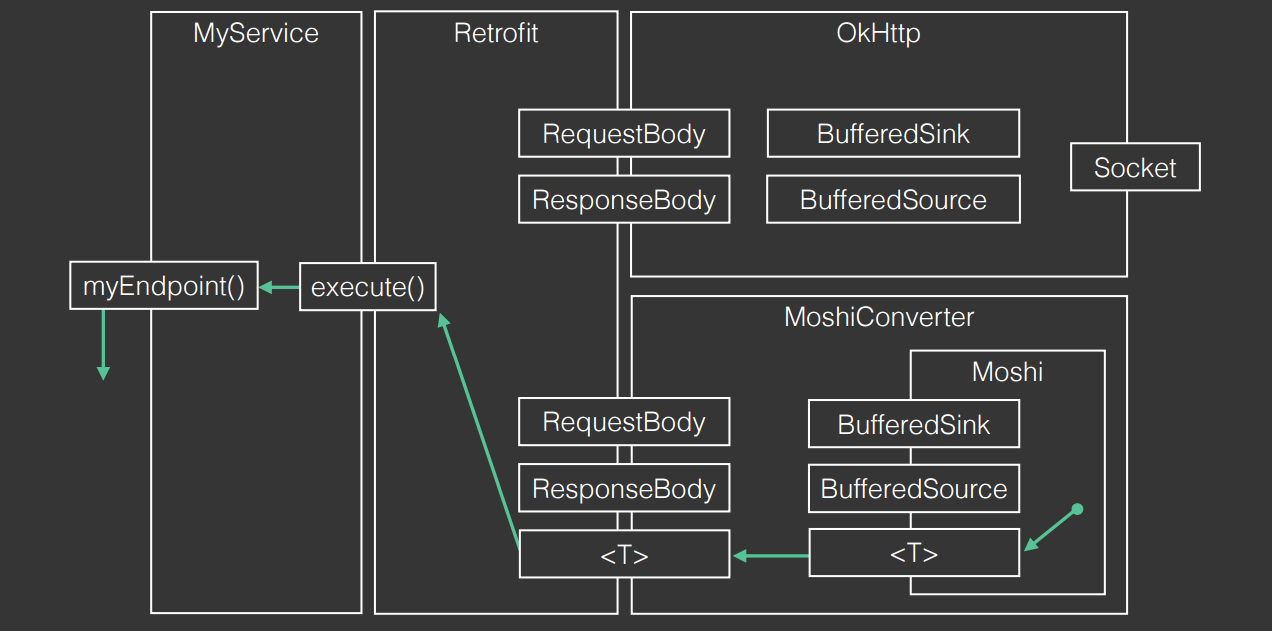 MyService
Retrofit
OkHttp
RequestBody
BufferedSink
Socket
ResponseBody
BufferedSource
myEndpoint()
execute()
MoshiConverter
Moshi
RequestBody
BufferedSink
ResponseBody
BufferedSource
<T>
<T>